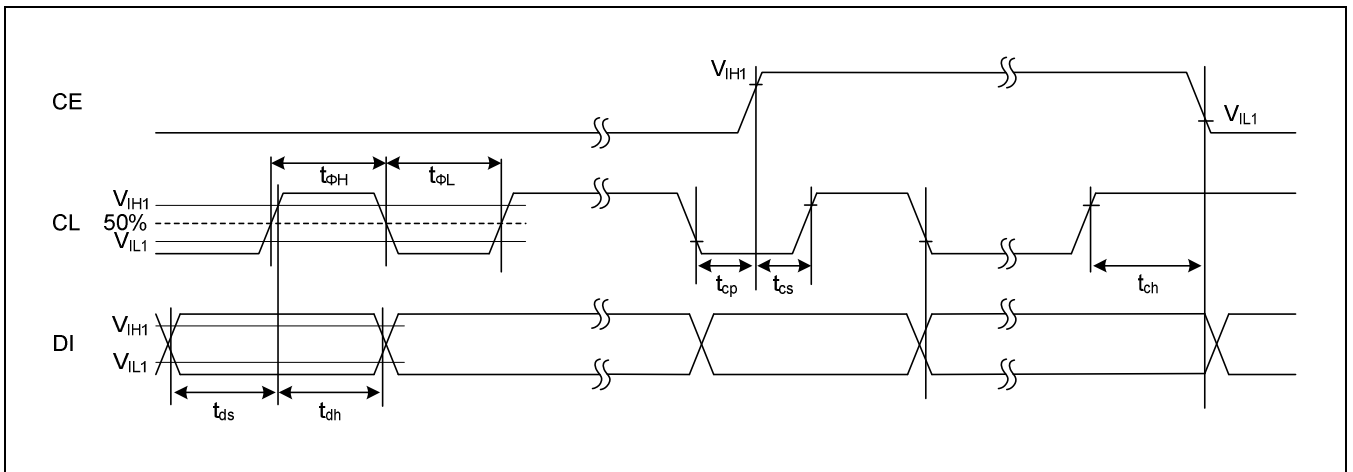 V_IH1
CE
V_IL1
t_ΦH t_ΦL
V_IH1
CL 50%
V_IL1
t_cp t_cs t_ch
V_IH1
DI
V_IL1
t_ds t_dh